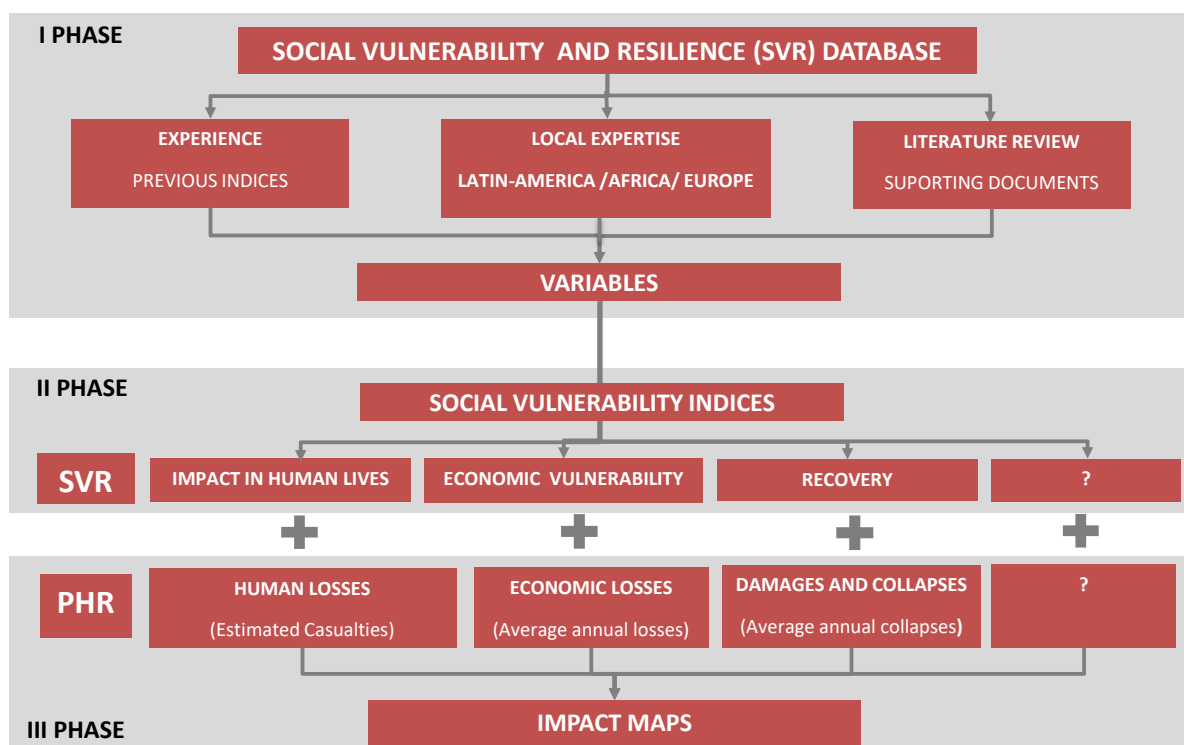 I PHASE
SOCIAL VULNERABILITY AND RESILIENCE (SVR) DATABASE
EXPERIENCE
PREVIOUS INDICES
LOCAL EXPERTISE
LATIN-AMERICA /AFRICA/ EUROPE
LITERATURE REVIEW
SUPORTING DOCUMENTS
VARIABLES
II PHASE
SOCIAL VULNERABILITY INDICES
SVR
IMPACT IN HUMAN LIVES
ECONOMIC VULNERABILITY
RECOVERY
?
PHR
HUMAN LOSSES
(Estimated Casualties)
ECONOMIC LOSSES
(Average annual losses)
DAMAGES AND COLLAPSES
(Average annual collapses)
?
IMPACT MAPS
III PHASE